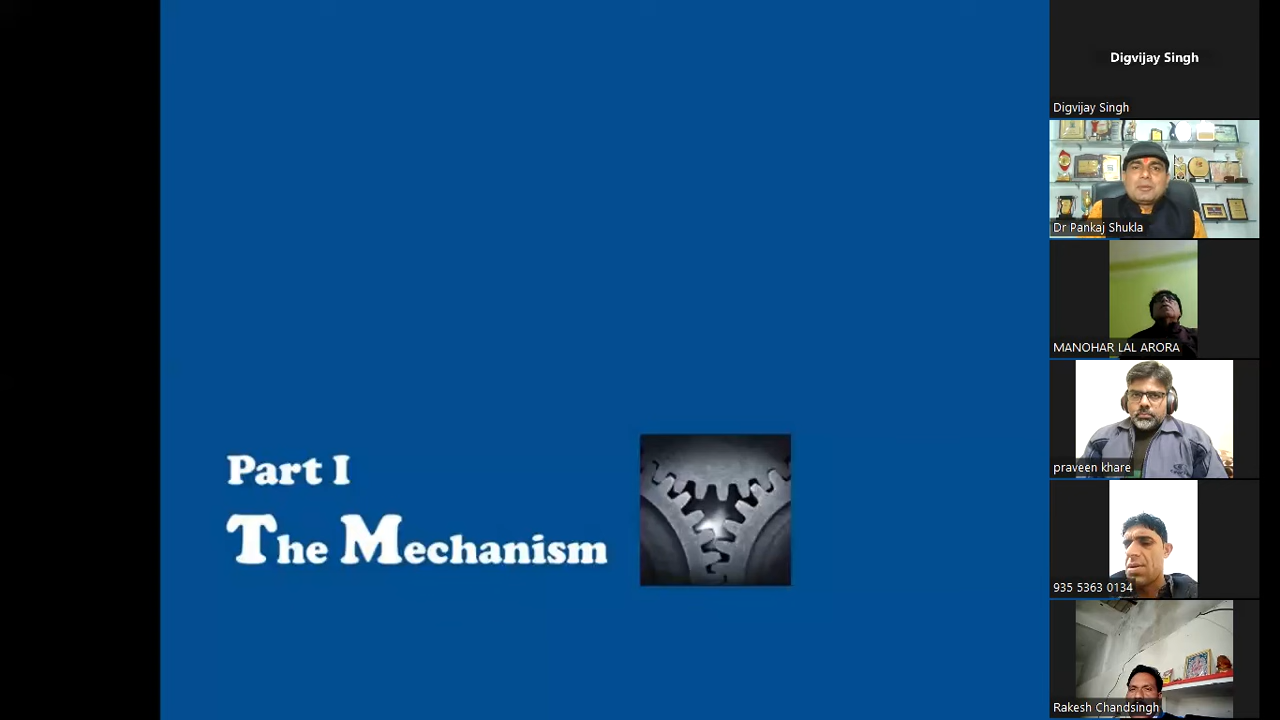 Part I
The Mechanism
Digvijay Singh
Digvijay Singh
Dr Pankaj Shukla
MANOHAR LAL ARORA
praveen khare
935 5363 0134
Rakesh Chandsingh